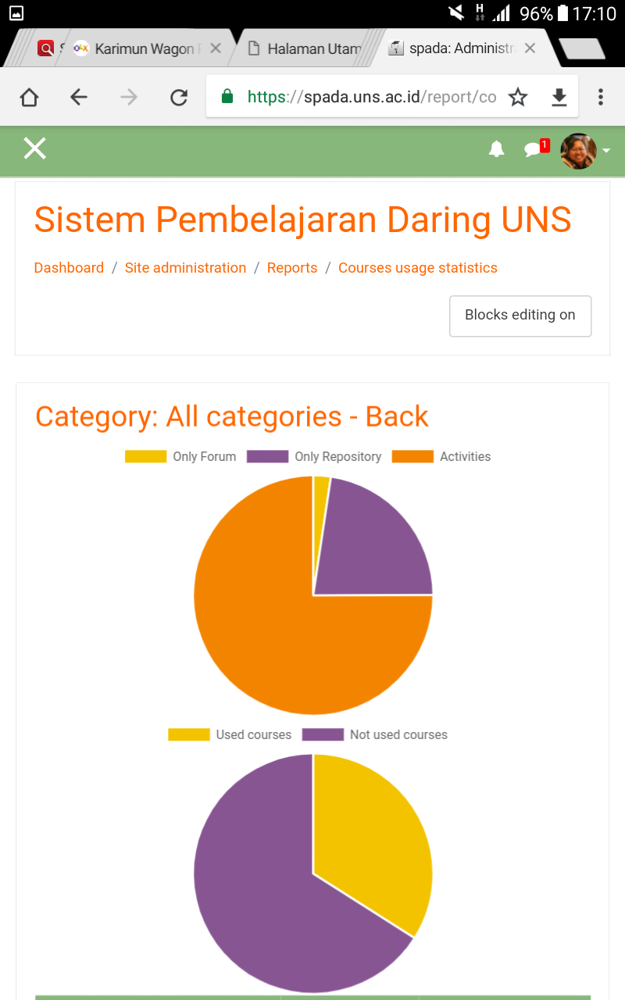 H 96% 17:10
OLX Karimun Wagon Halaman Utam spada: Administr
https://spada.uns.ac.id/report/co
1
Sistem Pembelajaran Daring UNS
Dashboard / Site administration / Reports / Courses usage statistics
Blocks editing on
Category: All categories - Back
Only Forum Only Repository Activities
Used courses Not used courses